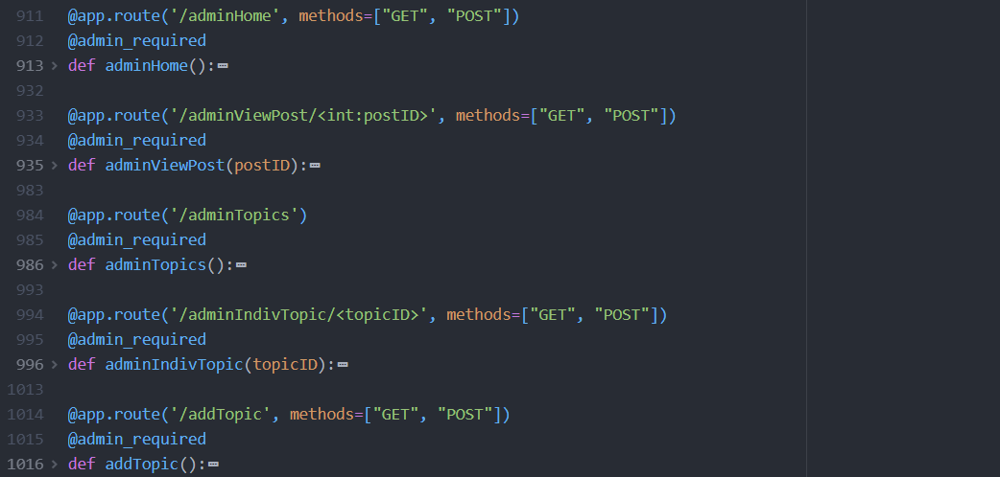 911 @app.route('/adminHome', methods=["GET", "POST"])
912 @admin_required
913 > def adminHome():⋯
932
933 @app.route('/adminViewPost/<int:postID>', methods=["GET", "POST"])
934 @admin_required
935 > def adminViewPost(postID):⋯
983
984 @app.route('/adminTopics')
985 @admin_required
986 > def adminTopics():⋯
993
994 @app.route('/adminIndivTopic/<topicID>', methods=["GET", "POST"])
995 @admin_required
996 > def adminIndivTopic(topicID):⋯
1013
1014 @app.route('/addTopic', methods=["GET", "POST"])
1015 @admin_required
1016 > def addTopic():⋯